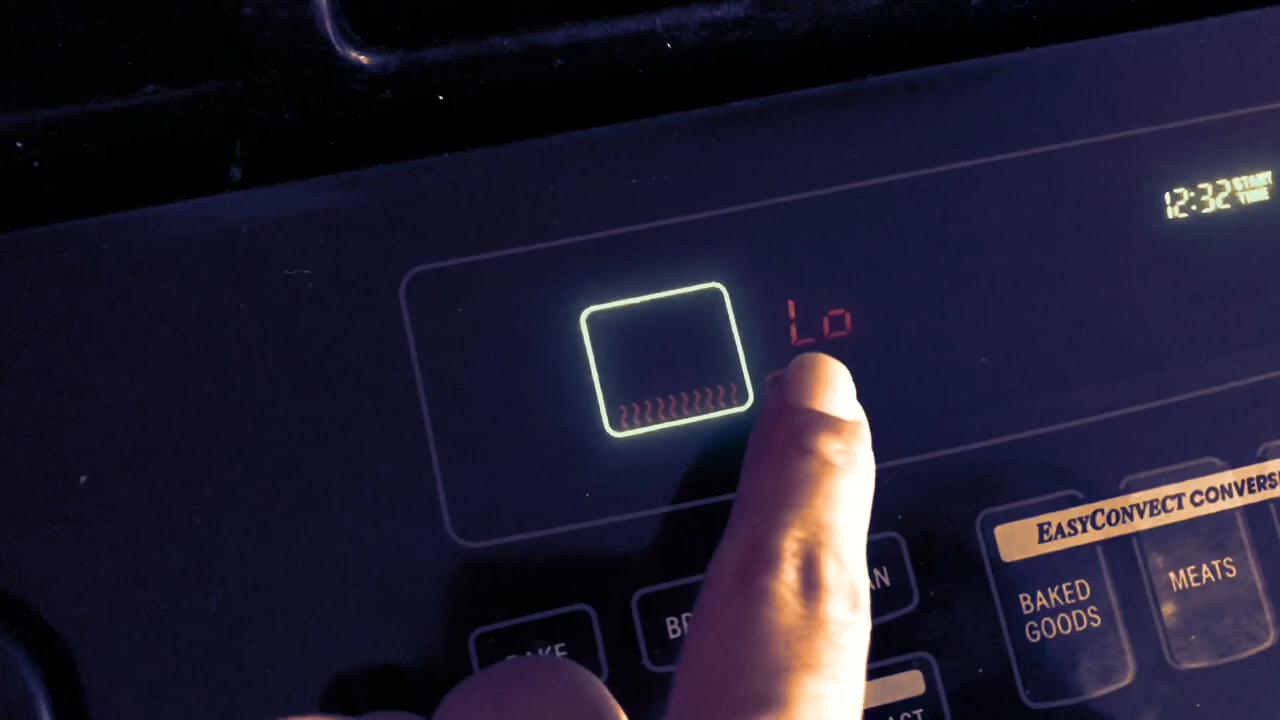 12:32 START TIME
Lo
EASYCONVECT CONVERS
BAKED
GOODS
MEATS
BAKE